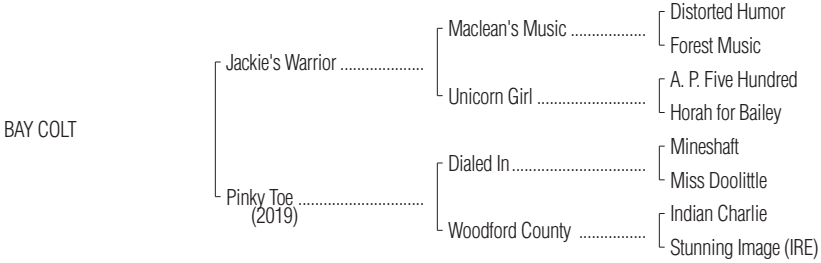 Distorted Humor
Maclean's Music ..................
Forest Music
Jackie's Warrior ....................
A. P. Five Hundred
Unicorn Girl ..........................
Horah for Bailey
BAY COLT
Mineshaft
Dialed In................................
Miss Doolittle
Pinky Toe ..............................
(2019)
Indian Charlie
Woodford County ................
Stunning Image (IRE)